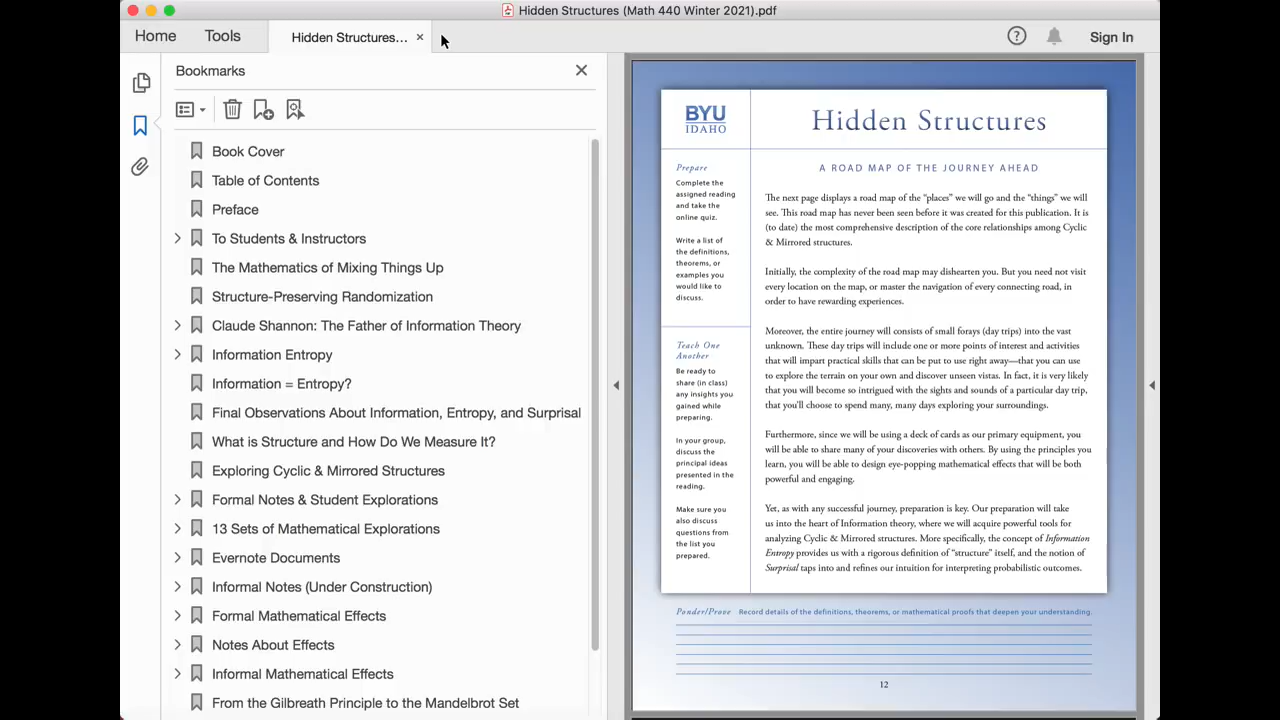 Hidden Structures (Math 440 Winter 2021).pdf
Home
Tools
Hidden Structures...
Sign In
Bookmarks
Book Cover
Table of Contents
Preface
To Students & Instructors
The Mathematics of Mixing Things Up
Structure-Preserving Randomization
Claude Shannon: The Father of Information Theory
Information Entropy
Information = Entropy?
Final Observations About Information, Entropy, and Surprisal
What is Structure and How Do We Measure It?
Exploring Cyclic & Mirrored Structures
Formal Notes & Student Explorations
13 Sets of Mathematical Explorations
Evernote Documents
Informal Notes (Under Construction)
Formal Mathematical Effects
Notes About Effects
Informal Mathematical Effects
From the Gilbreath Principle to the Mandelbrot Set
BYU
IDAHO
Hidden Structures
Prepare
Complete the
assigned reading
and take the
online quiz.
Write a list of
the definitions,
theorems, or
examples you
would like to
discuss.
Teach One
Another
Be ready to
share (in class)
any insights you
gained while
preparing.
In your group,
discuss the
principal ideas
presented in the
reading.
Make sure you
also discuss
questions from
the list you
prepared.
A ROAD MAP OF THE JOURNEY AHEAD
The next page displays a road map of the “places” we will go and the “things” we will
see. This road map has never been seen before it was created for this publication. It is
(to date) the most comprehensive description of the core relationships among Cyclic
& Mirrored structures.
Initially, the complexity of the road map may dishearten you. But you need not visit
every location on the map, or master the navigation of every connecting road, in
order to have rewarding experiences.
Moreover, the entire journey will consists of small forays (day trips) into the vast
unknown. These day trips will include one or more points of interest and activities
that will impart practical skills that can be put to use right away—that you can use
to explore the terrain on your own and discover unseen vistas. In fact, it is very likely
that you will become so intrigued with the sights and sounds of a particular day trip,
that you’ll choose to spend many, many days exploring your surroundings.
Furthermore, since we will be using a deck of cards as our primary equipment, you
will be able to share many of your discoveries with others. By using the principles you
learn, you will be able to design eye-popping mathematical effects that will be both
powerful and engaging.
Yet, as with any successful journey, preparation is key. Our preparation will take
us into the heart of Information theory, where we will acquire powerful tools for
analyzing Cyclic & Mirrored structures. More specifically, the concept of Information
Entropy provides us with a rigorous definition of “structure” itself, and the notion of
Surprisal taps into and refines our intuition for interpreting probabilistic outcomes.
Ponder/Prove Record details of the definitions, theorems, or mathematical proofs that deepen your understanding.
12